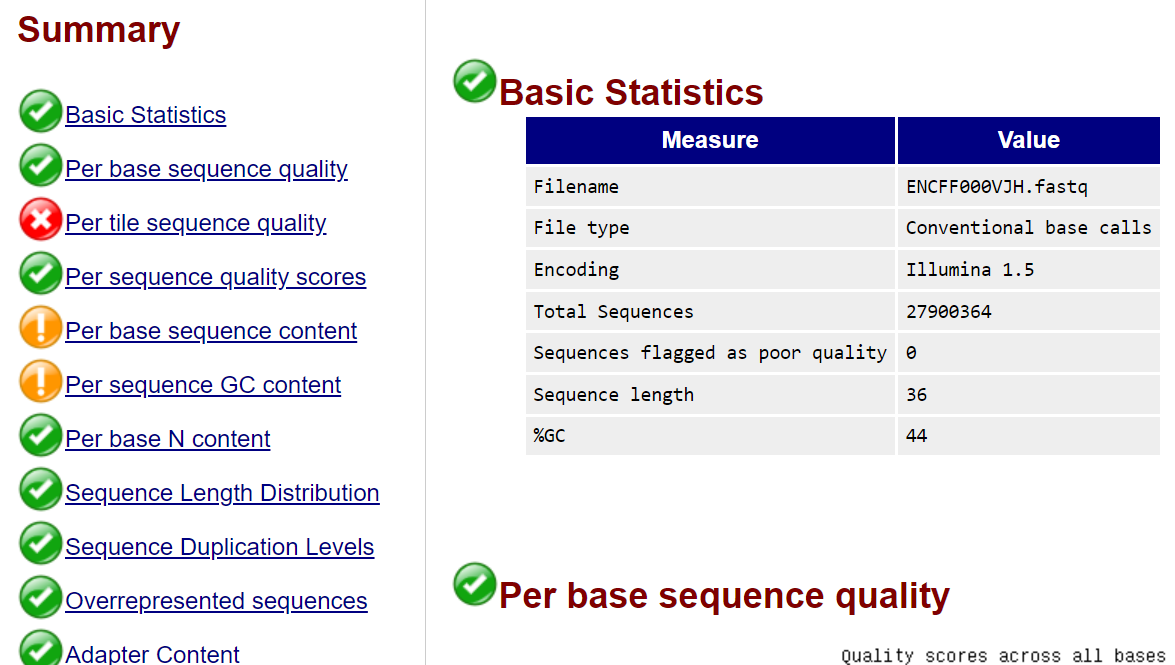 Summary
Basic Statistics
Per base sequence quality
Per tile sequence quality
Per sequence quality scores
Per base sequence content
Per sequence GC content
Per base N content
Sequence Length Distribution
Sequence Duplication Levels
Overrepresented sequences
Adapter Content
Basic Statistics
Measure Value
Filename ENCFF000VJH.fastq
File type Conventional base calls
Encoding Illumina 1.5
Total Sequences 27900364
Sequences flagged as poor quality 0
Sequence length 36
%GC 44
Per base sequence quality
Quality scores across all bases